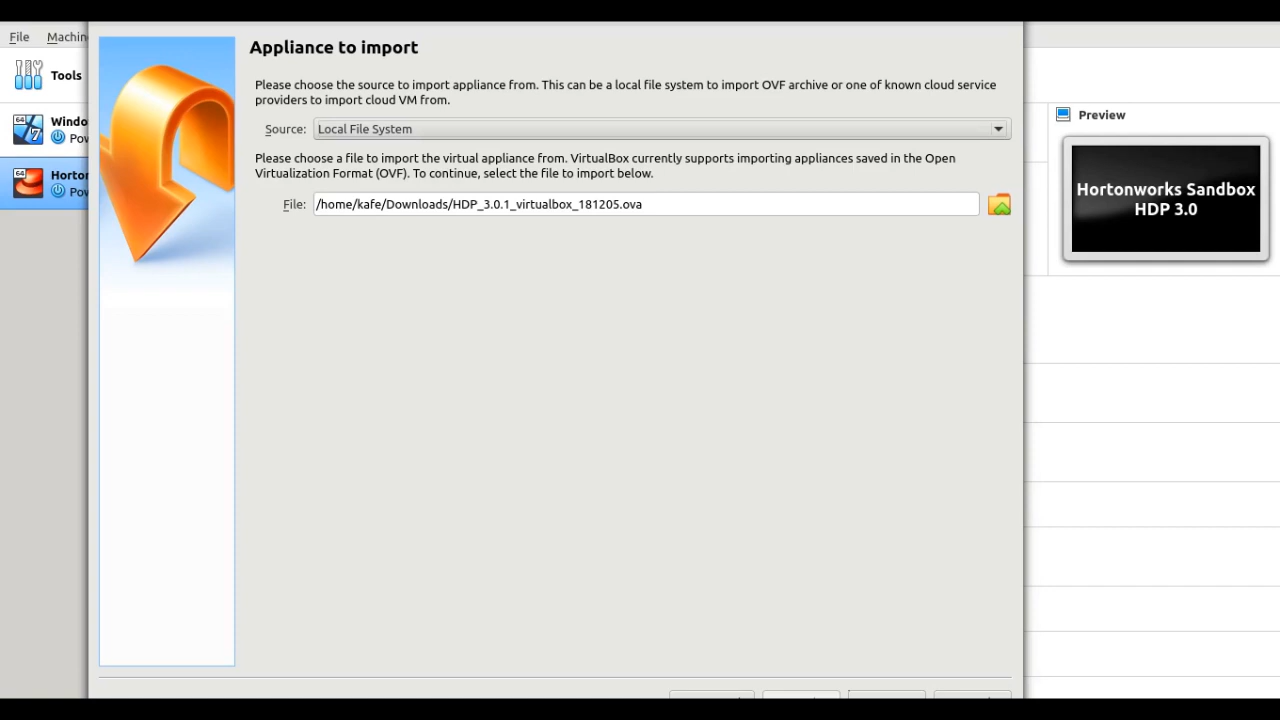 File Machin
Appliance to import
Tools
Please choose the source to import appliance from. This can be a local file system to import OVF archive or one of known cloud service
providers to import cloud VM from.
Source: Local File System
Preview
Windo
Pow
Please choose a file to import the virtual appliance from. VirtualBox currently supports importing appliances saved in the Open
Virtualization Format (OVF). To continue, select the file to import below.
Horton
Pow
File: /home/kafe/Downloads/HDP_3.0.1_virtualbox_181205.ova
Hortonworks Sandbox
HDP 3.0
64
7
64